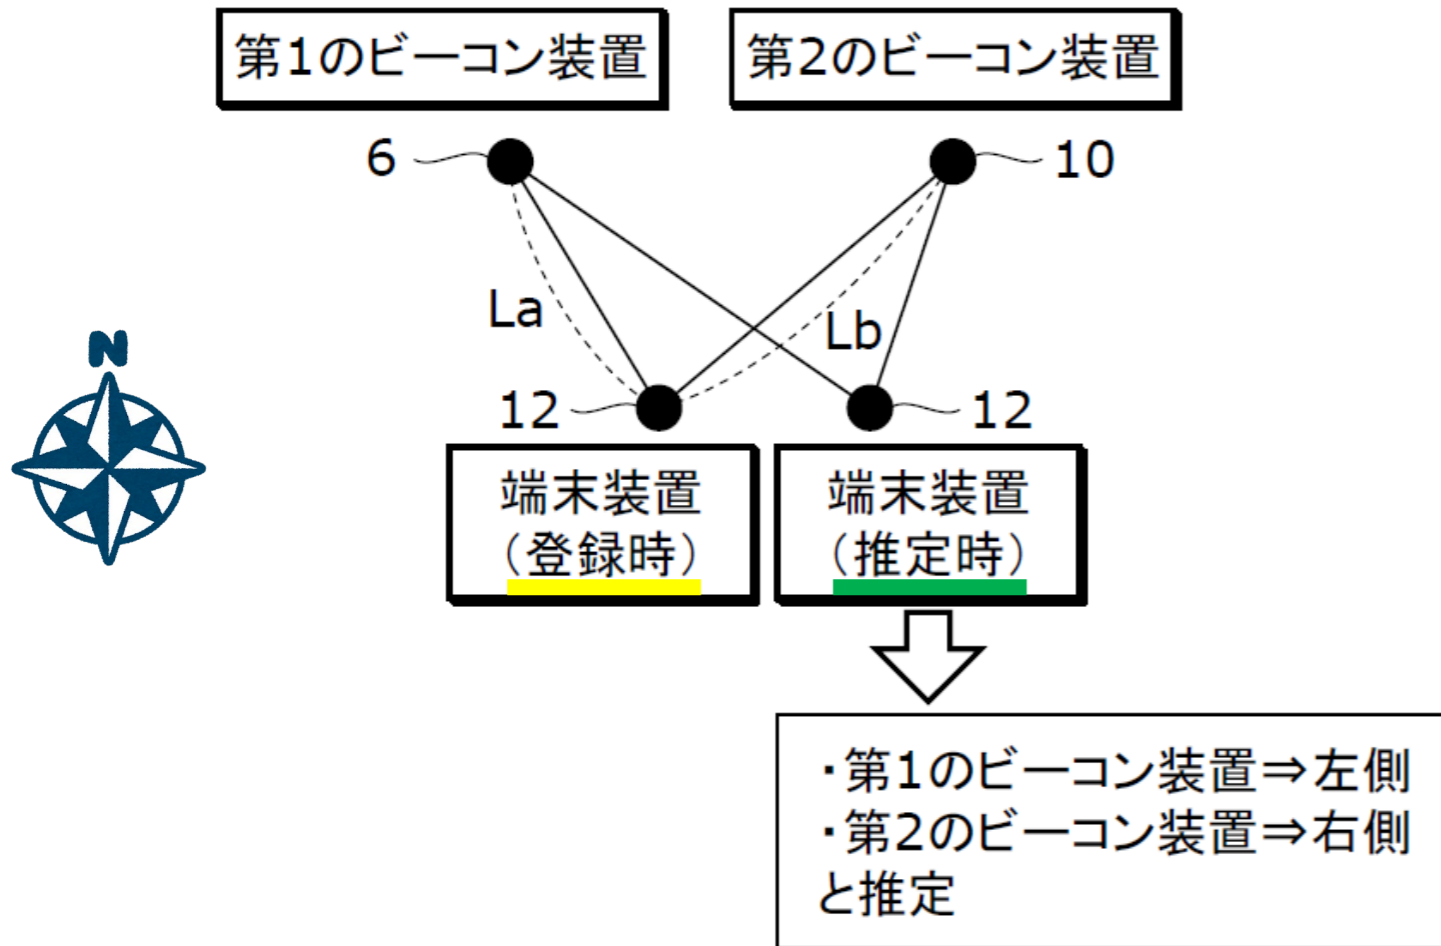 第1のビーコン装置
第2のビーコン装置
6
10
La
Lb
N
12
12
端末装置
（登録時）
端末装置
（推定時）
・第1のビーコン装置⇒左側
・第2のビーコン装置⇒右側
と推定